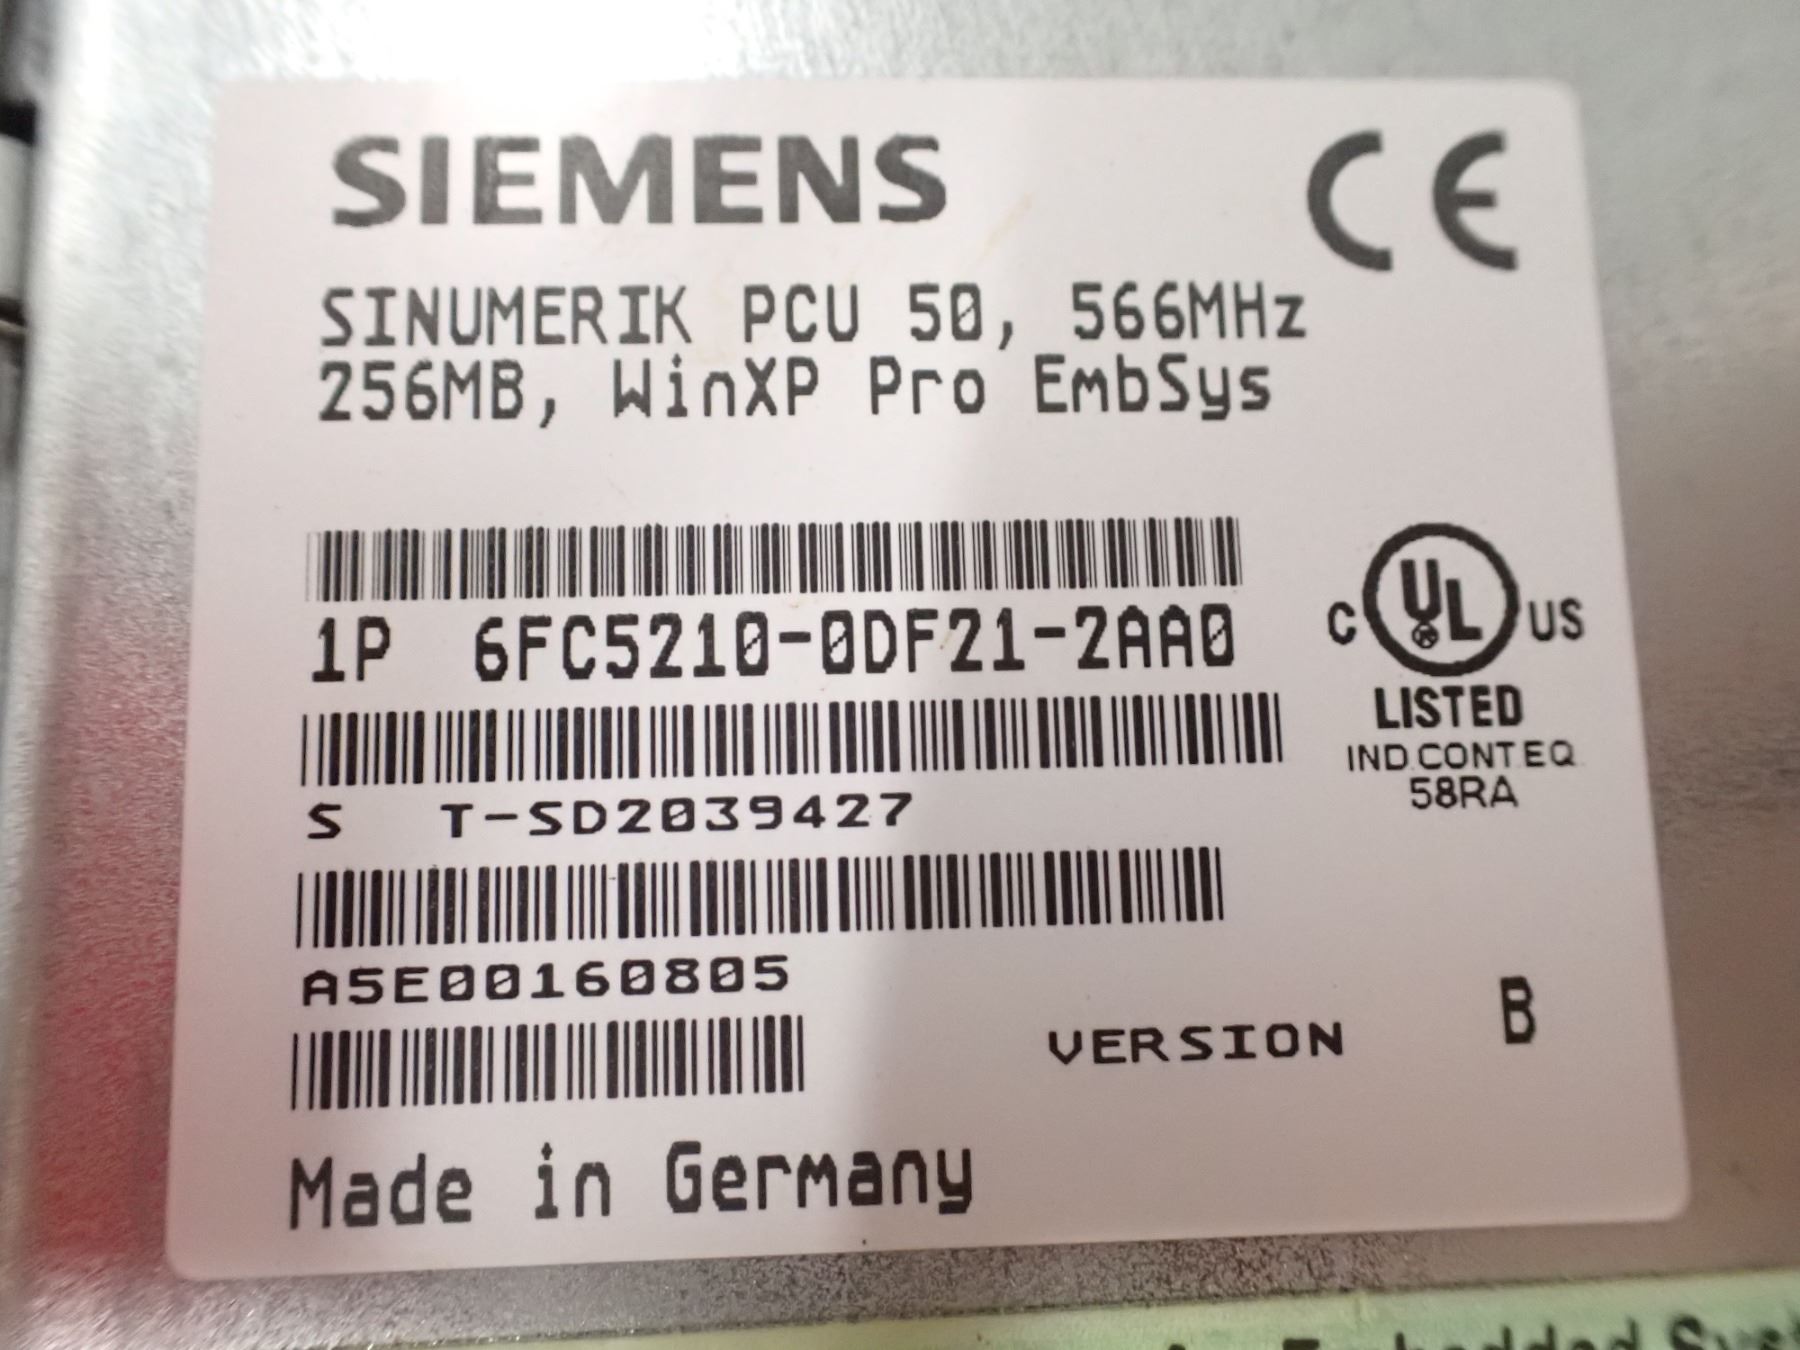 SIEMENS
CE
SINUMERIK PCU 50, 566MHz
256MB, WinXP Pro EmbSys
1P 6FC5210-0DF21-2AA0
C UL ® US
LISTED
IND.CONT.EQ.
58RA
S T-SD2039427
A5E00160805
VERSION B
Made in Germany
Embedded